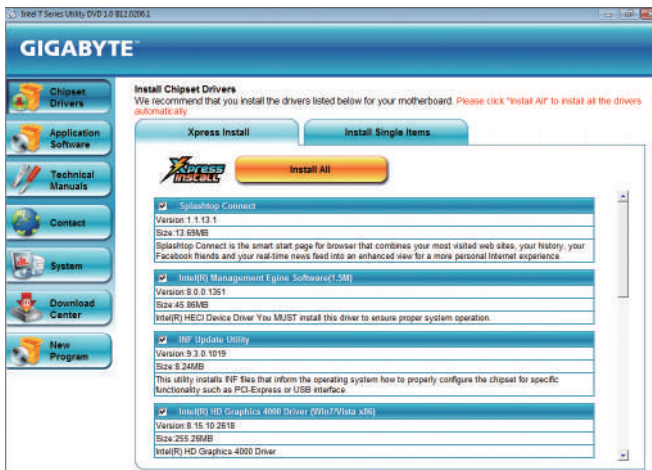 Intel 7 Series Utility DVD 1.0 B12.0206.1
GIGABYTE™
Chipset
Drivers
Application
Software
Technical
Manuals
Contact
System
Download
Center
New
Program
Install Chipset Drivers
We recommend that you install the drivers listed below for your motherboard. Please click "Install All" to install all the drivers
automatically.
Xpress Install
Install Single Items
Xpress
INSTALL
Install All
Splashtop Connect
Version:1.1.13.1
Size:13.69MB
Splashtop Connect is the smart start page for browser that combines your most visited web sites, your history, your
Facebook friends and your real-time news feed into an enhanced view for a more personal Internet experience.
Intel(R) Management Egine Software(1.5M)
Version:8.0.0.1351
Size:45.86MB
Intel(R) HECI Device Driver You MUST install this driver to ensure proper system operation.
INF Update Utility
Version:9.3.0.1019
Size:8.24MB
This utility installs INF files that inform the operating system how to properly configure the chipset for specific
functionality such as PCI-Express or USB interface.
Intel(R) HD Graphics 4000 Driver (Win7/Vista x86)
Version:8.15.10.2618
Size:255.26MB
Intel(R) HD Graphics 4000 Driver